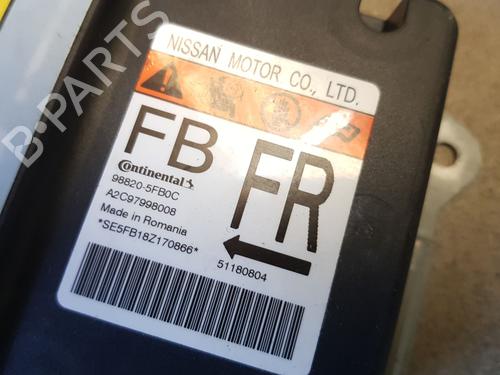 B-PARTS
NISSAN MOTOR CO., LTD.
FB
FR
Continental
98820-5FB0C
A2C97998008
Made in Romania
*SE5FB18Z170866*
51180804